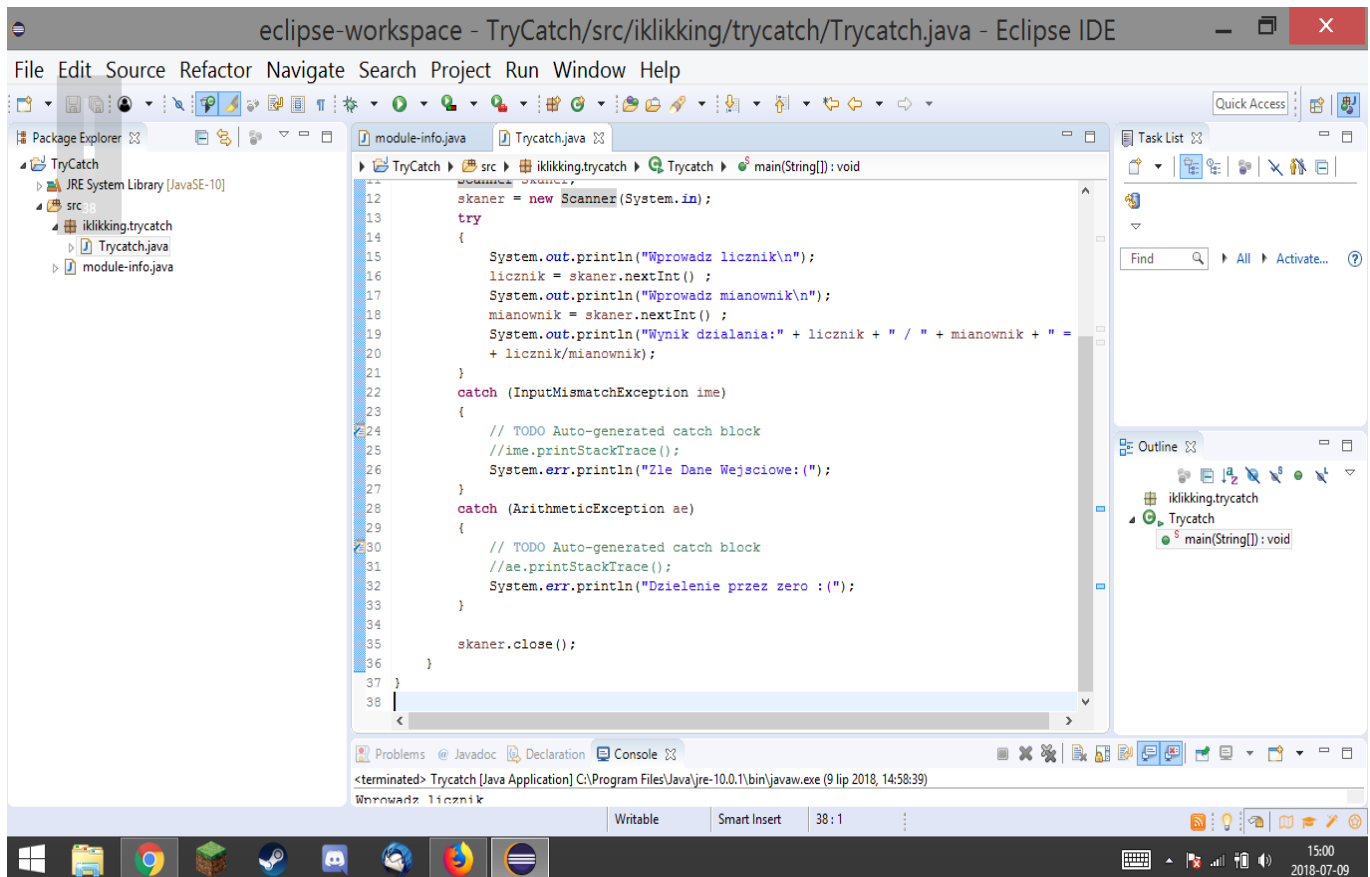 eclipse-workspace - TryCatch/src/iklikking/trycatch/Trycatch.java - Eclipse IDE
File Edit Source Refactor Navigate Search Project Run Window Help
Quick Access
Package Explorer
TryCatch
JRE System Library [JavaSE-10]
src
38
iklikking.trycatch
Trycatch.java
module-info.java
module-info.java Trycatch.java
TryCatch src iklikking.trycatch Trycatch main(String[]) : void
11 Scanner skaner;
12 skaner = new Scanner(System.in);
13 try
14 {
15 System.out.println("Wprowadz licznik\n");
16 licznik = skaner.nextInt() ;
17 System.out.println("Wprowadz mianownik\n");
18 mianownik = skaner.nextInt() ;
19 System.out.println("Wynik dzialania:" + licznik + " / " + mianownik + " =
20 + licznik/mianownik);
21 }
22 catch (InputMismatchException ime)
23 {
24 // TODO Auto-generated catch block
25 //ime.printStackTrace();
26 System.err.println("Zle Dane Wejsciowe:(");
27 }
28 catch (ArithmeticException ae)
29 {
30 // TODO Auto-generated catch block
31 //ae.printStackTrace();
32 System.err.println("Dzielenie przez zero :(");
33 }
34
35 skaner.close();
36 }
37 }
38
Task List
Find All Activate...
Outline
iklikking.trycatch
Trycatch
main(String[]) : void
Problems @ Javadoc Declaration Console
<terminated> Trycatch [Java Application] C:\Program Files\Java\jre-10.0.1\bin\javaw.exe (9 lip 2018, 14:58:39)
Wprowadz licznik
Writable Smart Insert 38 : 1
15:00
2018-07-09